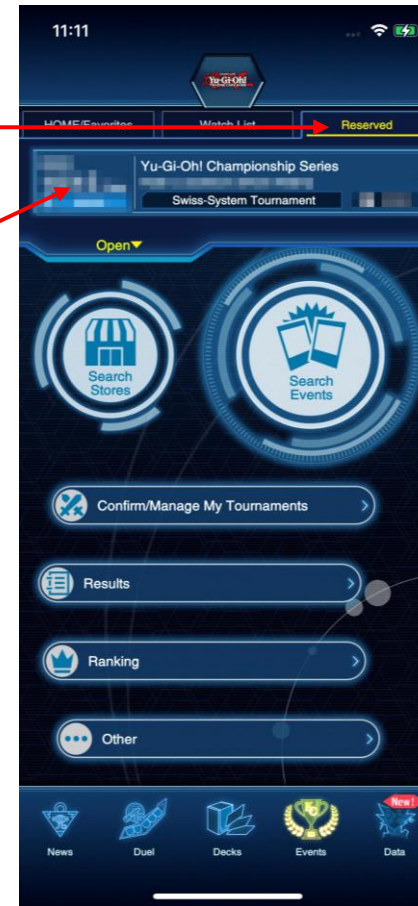 11:11
Yu-Gi-Oh!
HOME/Favorites Watch List Reserved
Yu-Gi-Oh! Championship Series
Swiss-System Tournament
Open▼
Search
Stores
Search
Events
Confirm/Manage My Tournaments
Results
Ranking
Other
New!
News Duel Decks Events Data